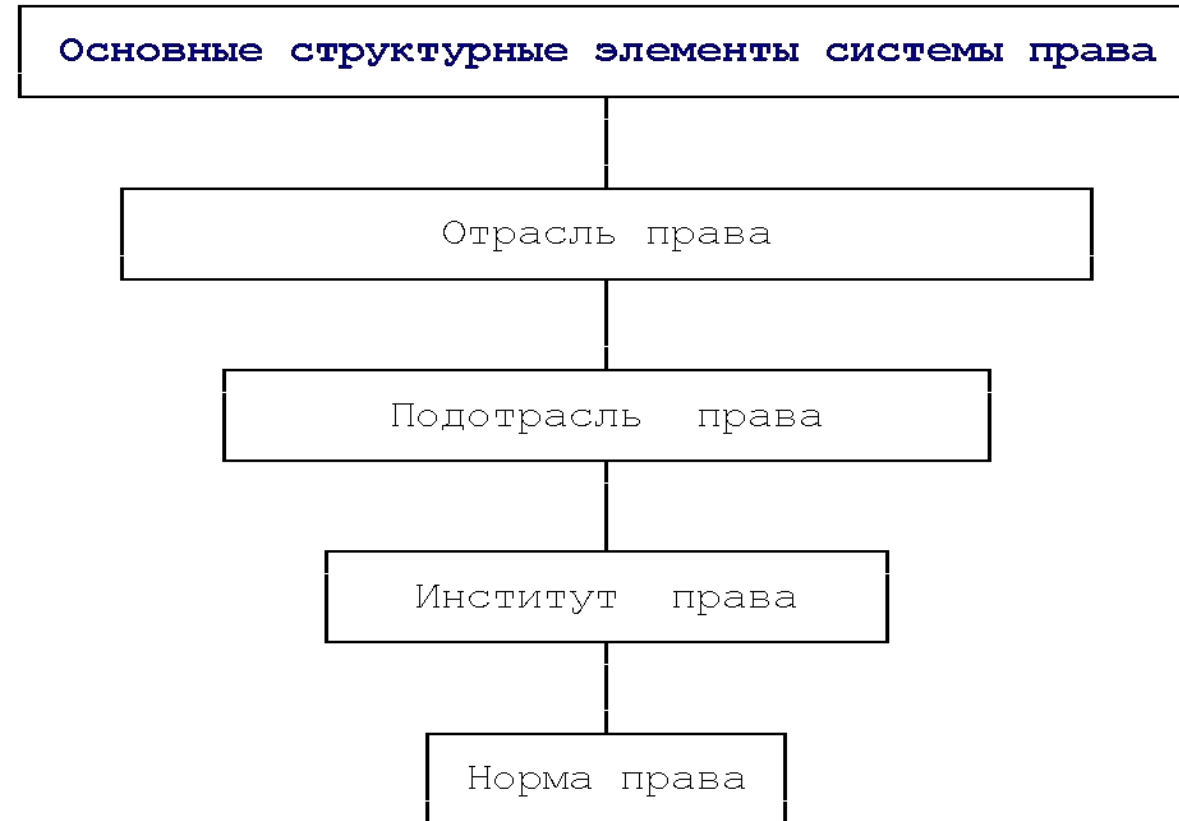 Основные структурные элементы системы права
Отрасль права
Подотрасль права
Институт права
Норма права